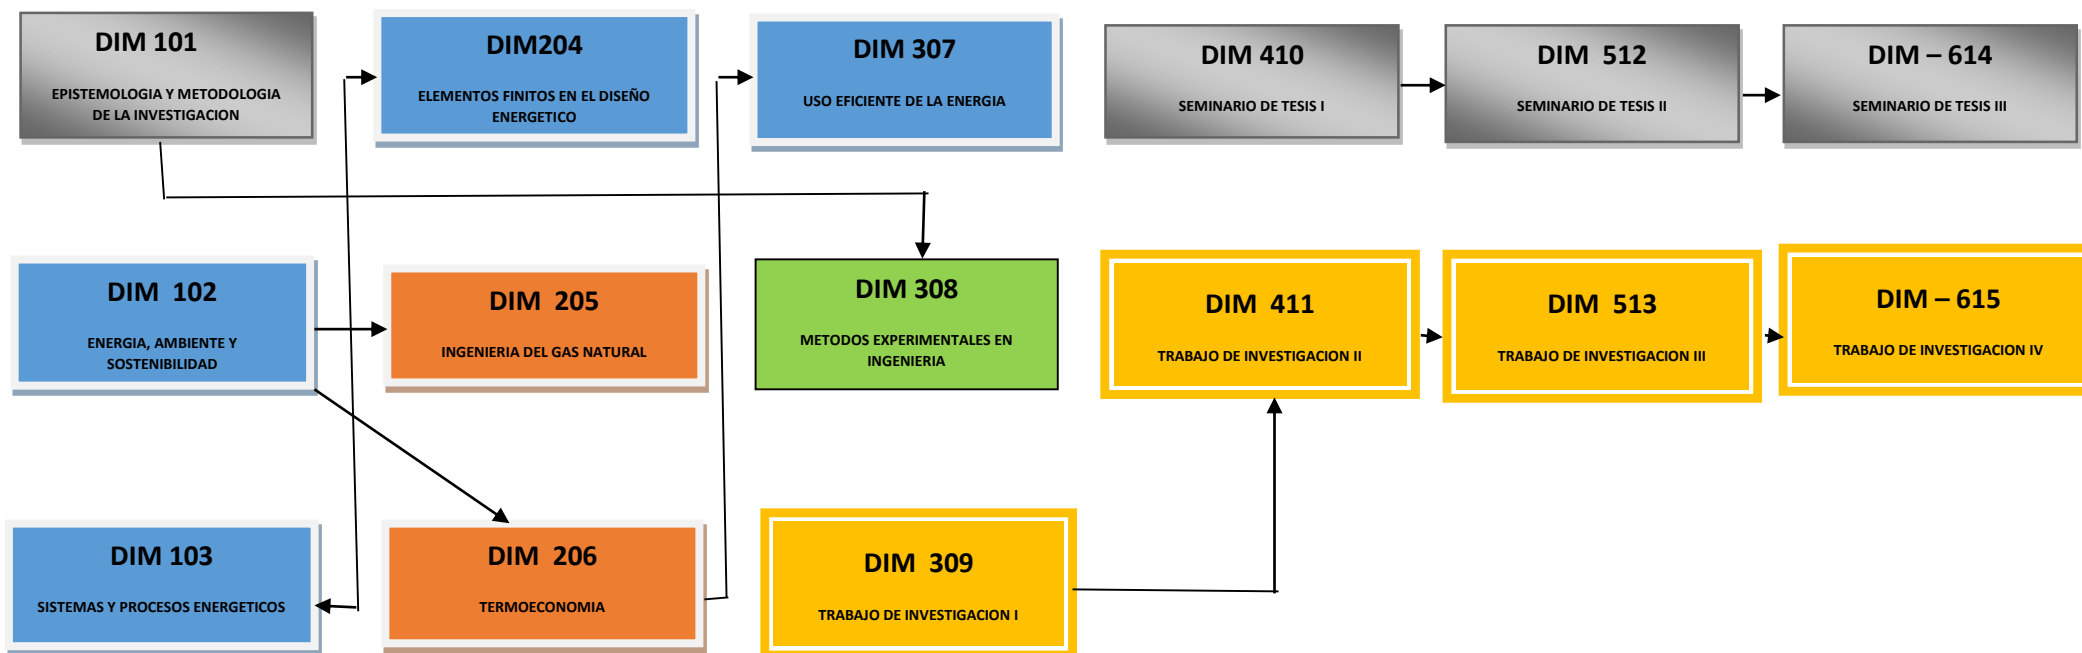 DIM 101
EPISTEMOLOGIA Y METODOLOGIA
DE LA INVESTIGACION
DIM204
ELEMENTOS FINITOS EN EL DISEÑO
ENERGETICO
DIM 307
USO EFICIENTE DE LA ENERGIA
DIM 410
SEMINARIO DE TESIS I
DIM 512
SEMINARIO DE TESIS II
DIM – 614
SEMINARIO DE TESIS III
DIM 102
ENERGIA, AMBIENTE Y
SOSTENIBILIDAD
DIM 205
INGENIERIA DEL GAS NATURAL
DIM 308
METODOS EXPERIMENTALES EN
INGENIERIA
DIM 411
TRABAJO DE INVESTIGACION II
DIM 513
TRABAJO DE INVESTIGACION III
DIM – 615
TRABAJO DE INVESTIGACION IV
DIM 103
SISTEMAS Y PROCESOS ENERGETICOS
DIM 206
TERMOECONOMIA
DIM 309
TRABAJO DE INVESTIGACION I